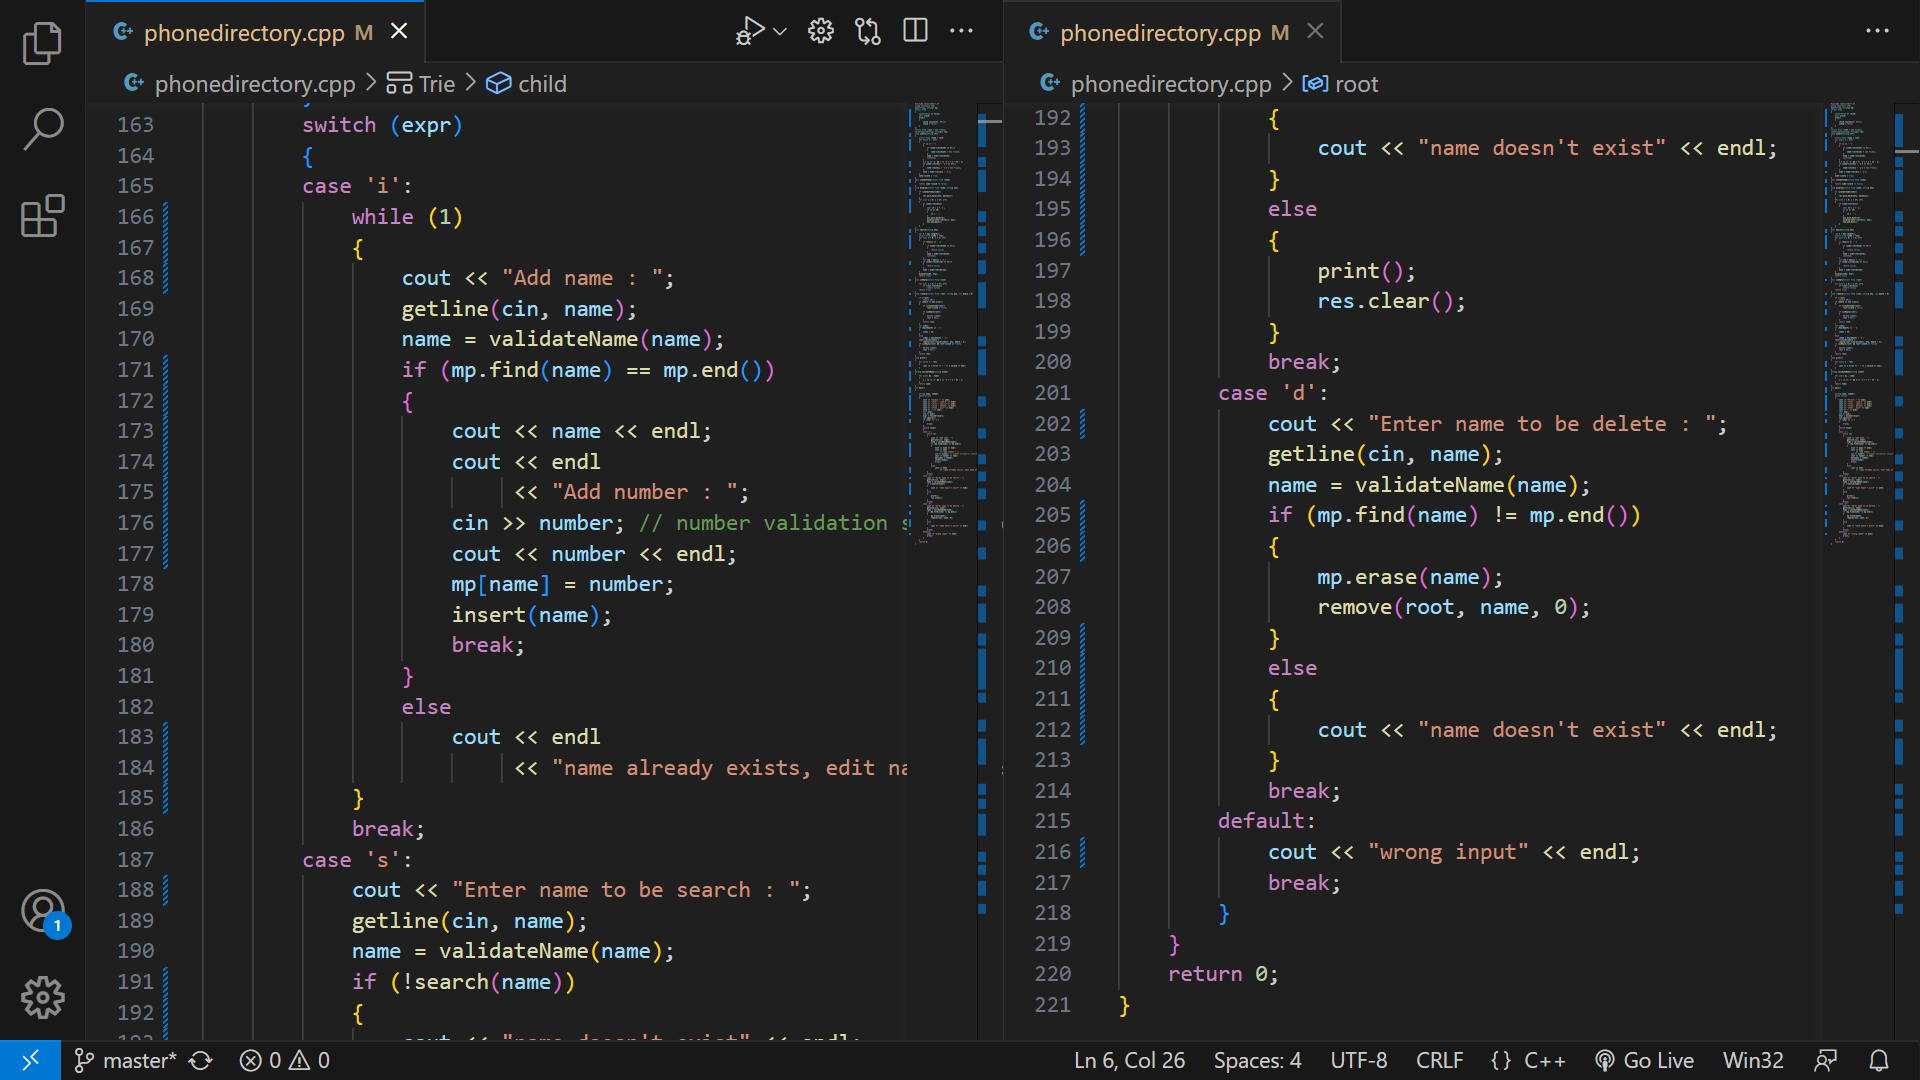 phonedirectory.cpp M
phonedirectory.cpp > Trie > child
163 switch (expr)
164 {
165 case 'i':
166 while (1)
167 {
168 cout << "Add name : ";
169 getline(cin, name);
170 name = validateName(name);
171 if (mp.find(name) == mp.end())
172 {
173 cout << name << endl;
174 cout << endl
175 << "Add number : ";
176 cin >> number; // number validation
177 cout << number << endl;
178 mp[name] = number;
179 insert(name);
180 break;
181 }
182 else
183 cout << endl
184 << "name already exists, edit na
185 }
186 break;
187 case 's':
188 cout << "Enter name to be search : ";
189 getline(cin, name);
190 name = validateName(name);
191 if (!search(name))
192 {
193 cout << "name doesn't exist" << endl;
phonedirectory.cpp M
phonedirectory.cpp > root
192 {
193 cout << "name doesn't exist" << endl;
194 }
195 else
196 {
197 print();
198 res.clear();
199 }
200 break;
201 case 'd':
202 cout << "Enter name to be delete : ";
203 getline(cin, name);
204 name = validateName(name);
205 if (mp.find(name) != mp.end())
206 {
207 mp.erase(name);
208 remove(root, name, 0);
209 }
210 else
211 {
212 cout << "name doesn't exist" << endl;
213 }
214 break;
215 default:
216 cout << "wrong input" << endl;
217 break;
218 }
219 }
220 return 0;
221 }
1
master* 0 0 Ln 6, Col 26 Spaces: 4 UTF-8 CRLF {} C++ Go Live Win32